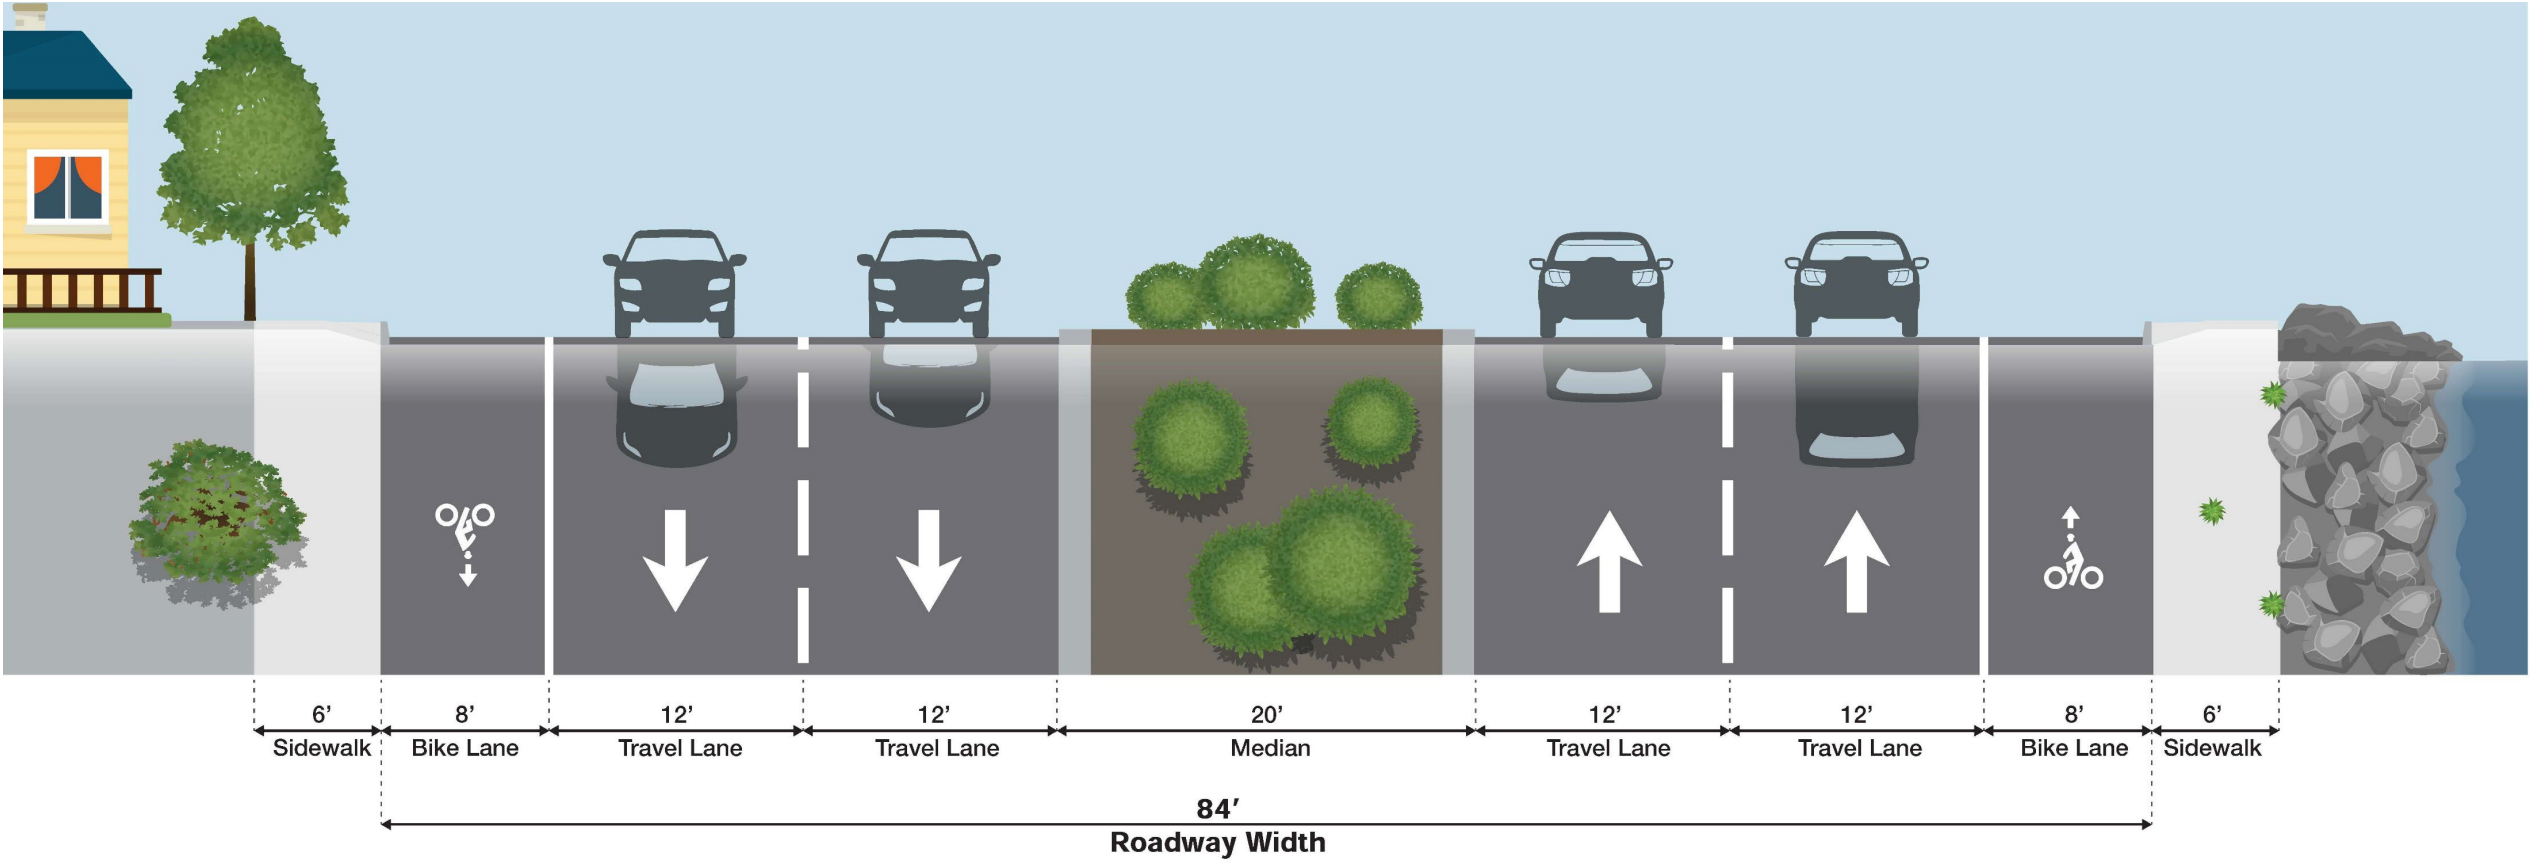 6’ 8’ 12’ 12’ 20’ 12’ 12’ 8’ 6’
Sidewalk Bike Lane Travel Lane Travel Lane Median Travel Lane Travel Lane Bike Lane Sidewalk
84’
Roadway Width